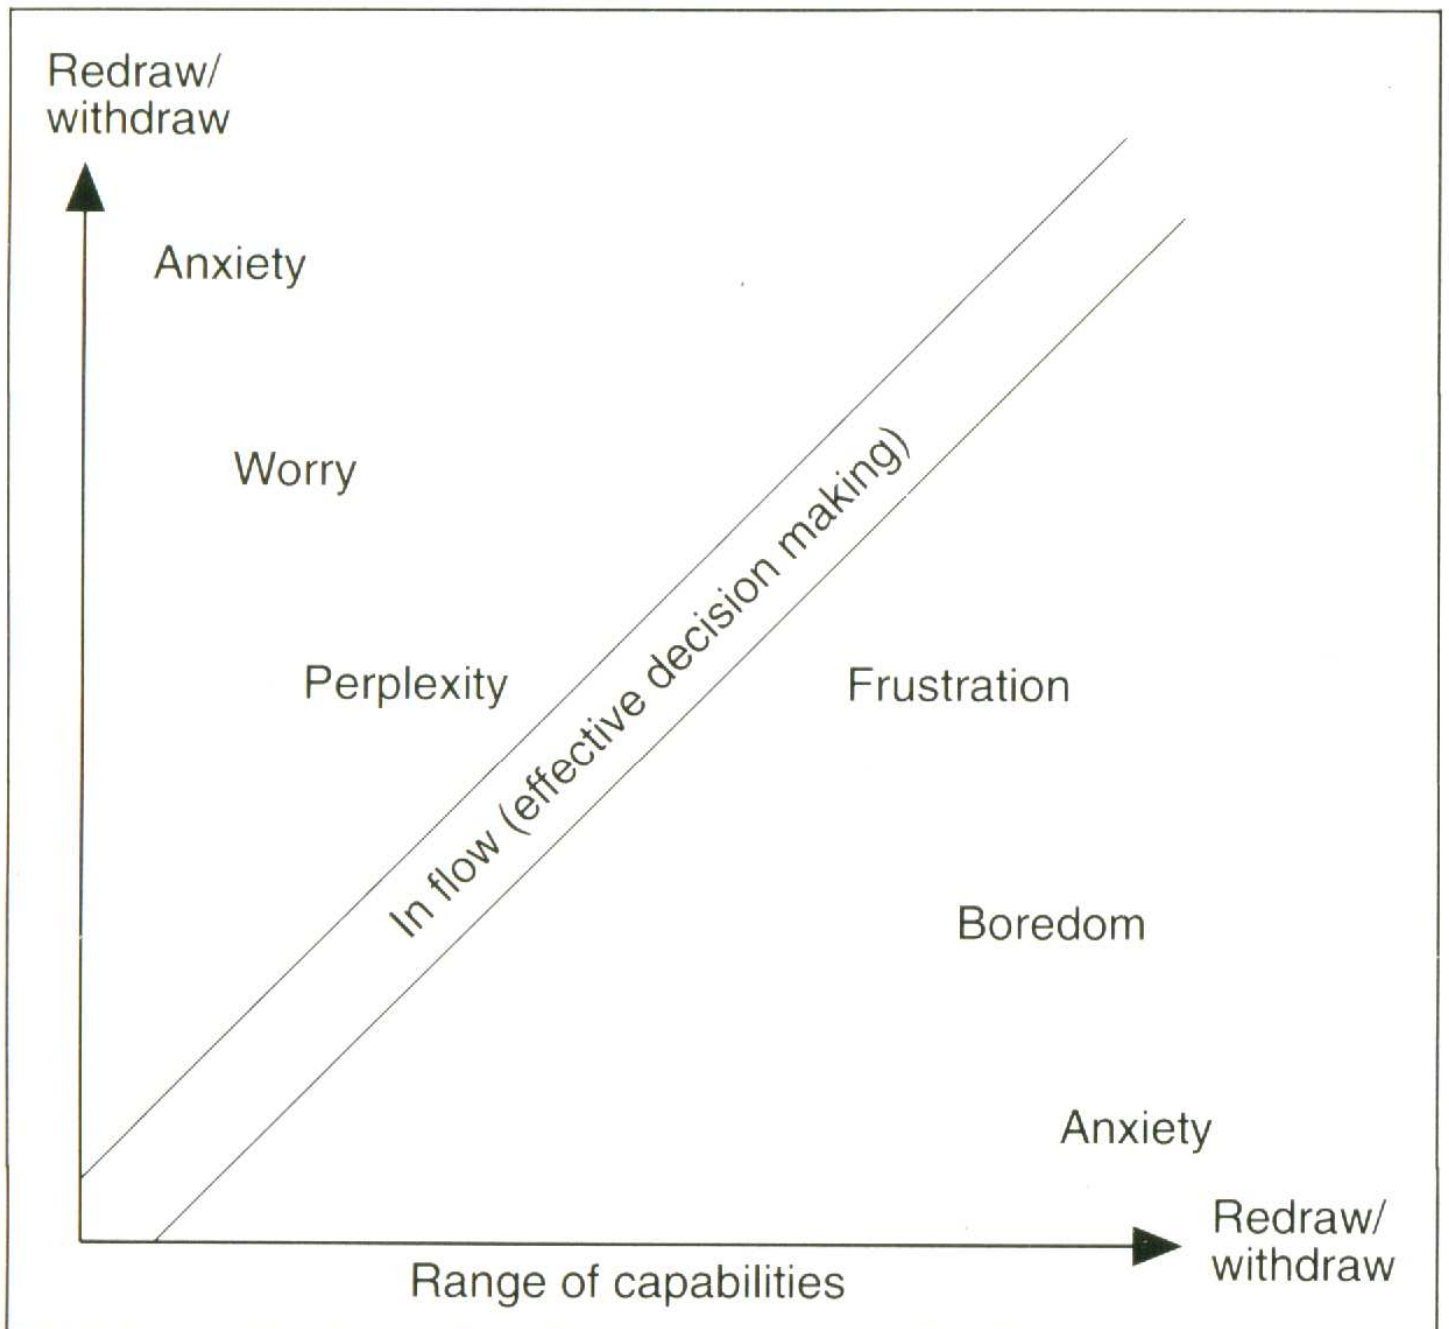 Redraw/
withdraw
Anxiety
Worry
Perplexity
In flow (effective decision making)
Frustration
Boredom
Anxiety
Redraw/
withdraw
Range of capabilities